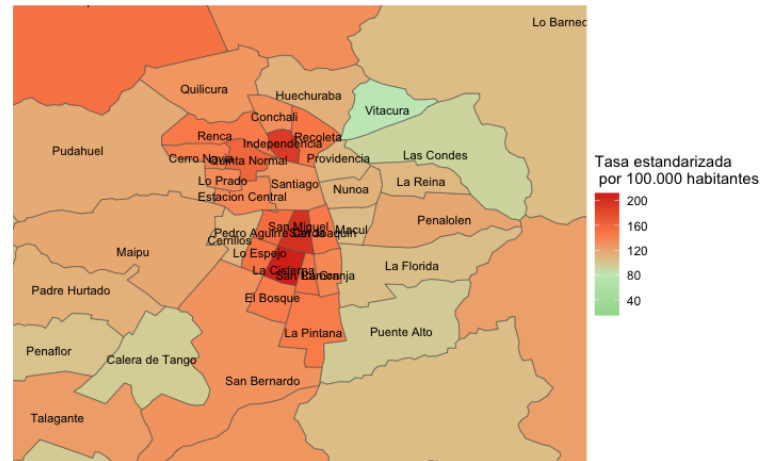 Lo Barnec
Quilicura
Huechuraba
Vitacura
Conchali
Renca
Recoleta
Independencia
Pudahuel
Cerro Navia
Quinta Normal
Providencia
Las Condes
Lo Prado
Santiago
Nunoa
La Reina
Estacion Central
San Miguel
Macul
Penalolen
Pedro Aguirre
San Joaquin
Cerrillos
Maipu
Lo Espejo
La Florida
La Cisterna
San Ramon
La Granja
Padre Hurtado
El Bosque
La Pintana
Puente Alto
Penaflor
Calera de Tango
San Bernardo
Talagante
Tasa estandarizada
por 100.000 habitantes
200
160
120
80
40